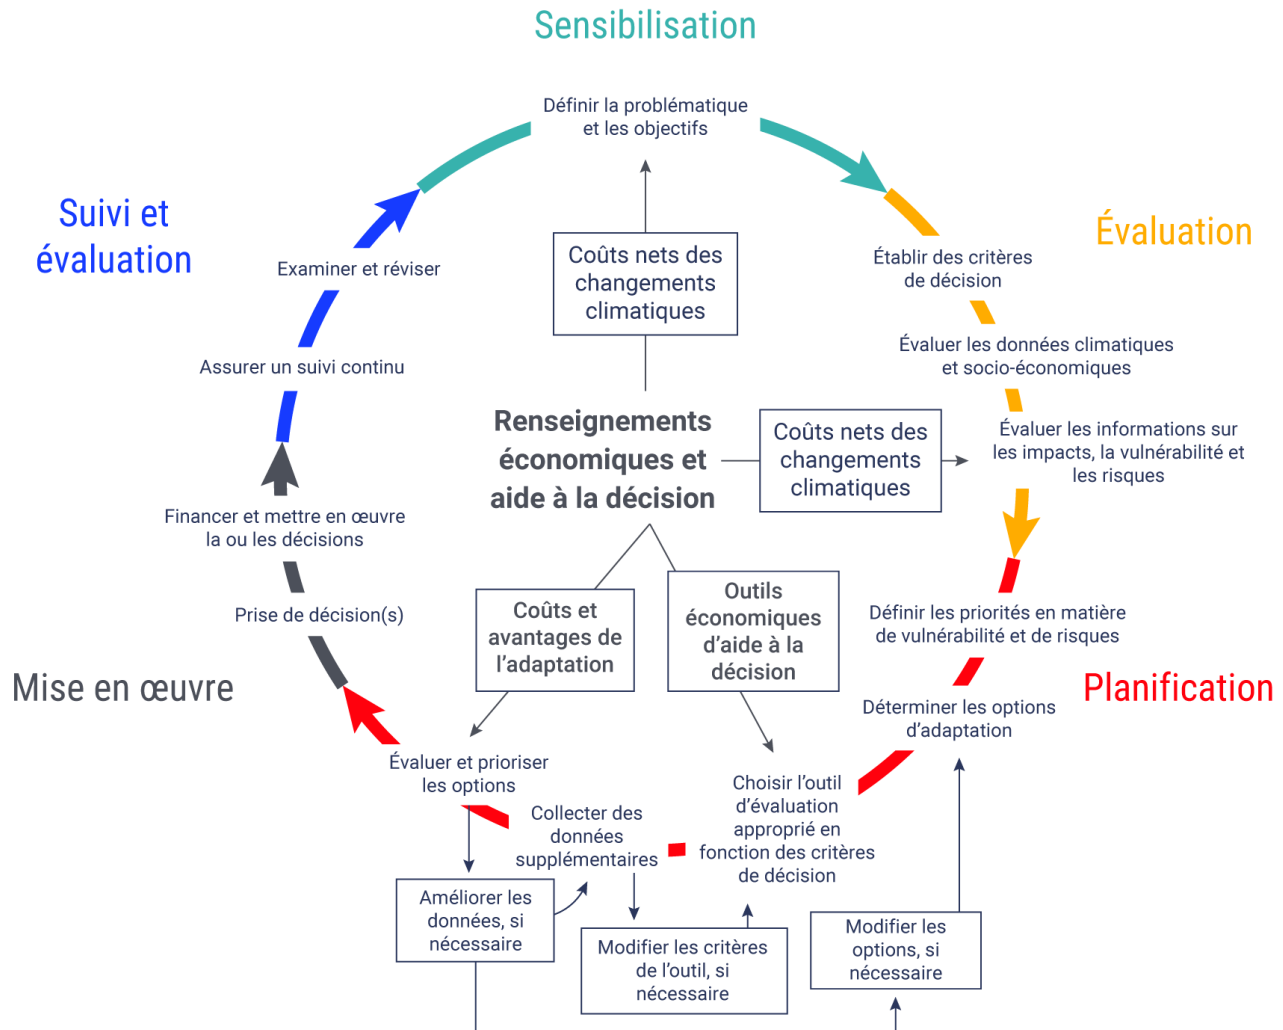 Sensibilisation
Définir la problématique
et les objectifs
Suivi et
évaluation
Évaluation
Examiner et réviser
Coûts nets des
changements
climatiques
Établir des critères
de décision
Assurer un suivi continu
Évaluer les données climatiques
et socio-économiques
Renseignements
économiques et
aide à la décision
Coûts nets des
changements
climatiques
Évaluer les informations sur
les impacts, la vulnérabilité et
les risques
Financer et mettre en œuvre
la ou les décisions
Prise de décision(s)
Coûts et
avantages de
l’adaptation
Outils
économiques
d’aide à la
décision
Définir les priorités en matière
de vulnérabilité et de risques
Mise en œuvre
Planification
Déterminer les options
d’adaptation
Évaluer et prioriser
les options
Collecter des
données
supplémentaires
Choisir l’outil
d’évaluation
approprié en
fonction des critères
de décision
Améliorer les
données, si
nécessaire
Modifier les critères
de l’outil, si
nécessaire
Modifier les
options, si
nécessaire